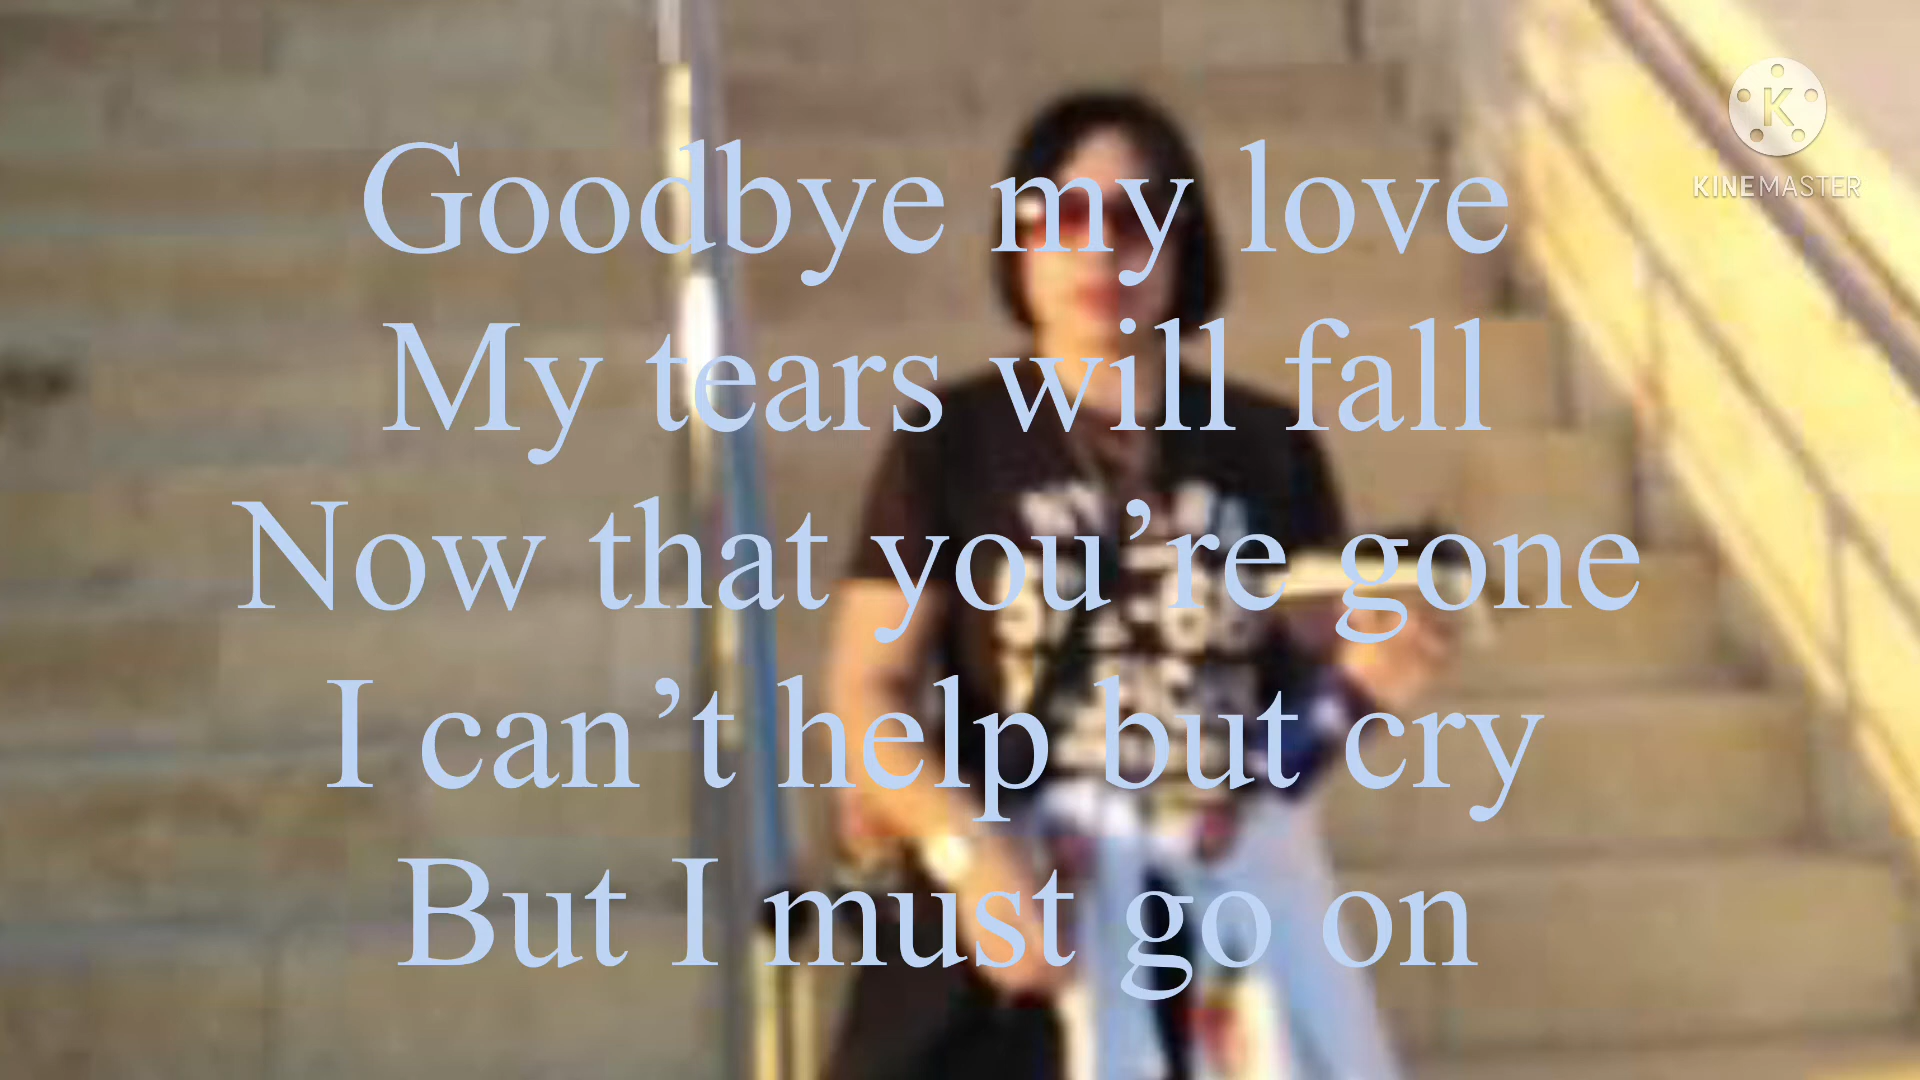 Goodbye my love
My tears will fall
Now that you’re gone
I can’t help but cry
But I must go on
K
KINEMASTER